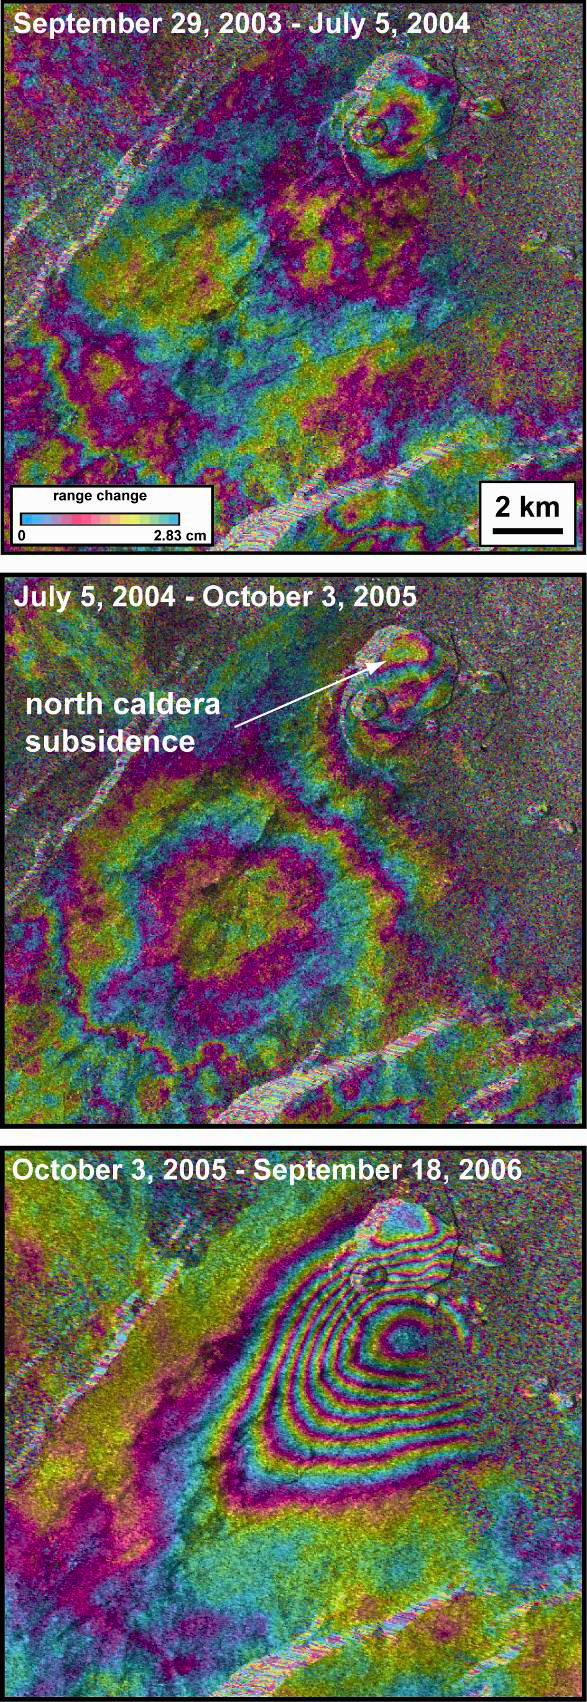 September 29, 2003 - July 5, 2004
range change
0 2.83 cm
2 km
July 5, 2004 - October 3, 2005
north caldera
subsidence
October 3, 2005 - September 18, 2006